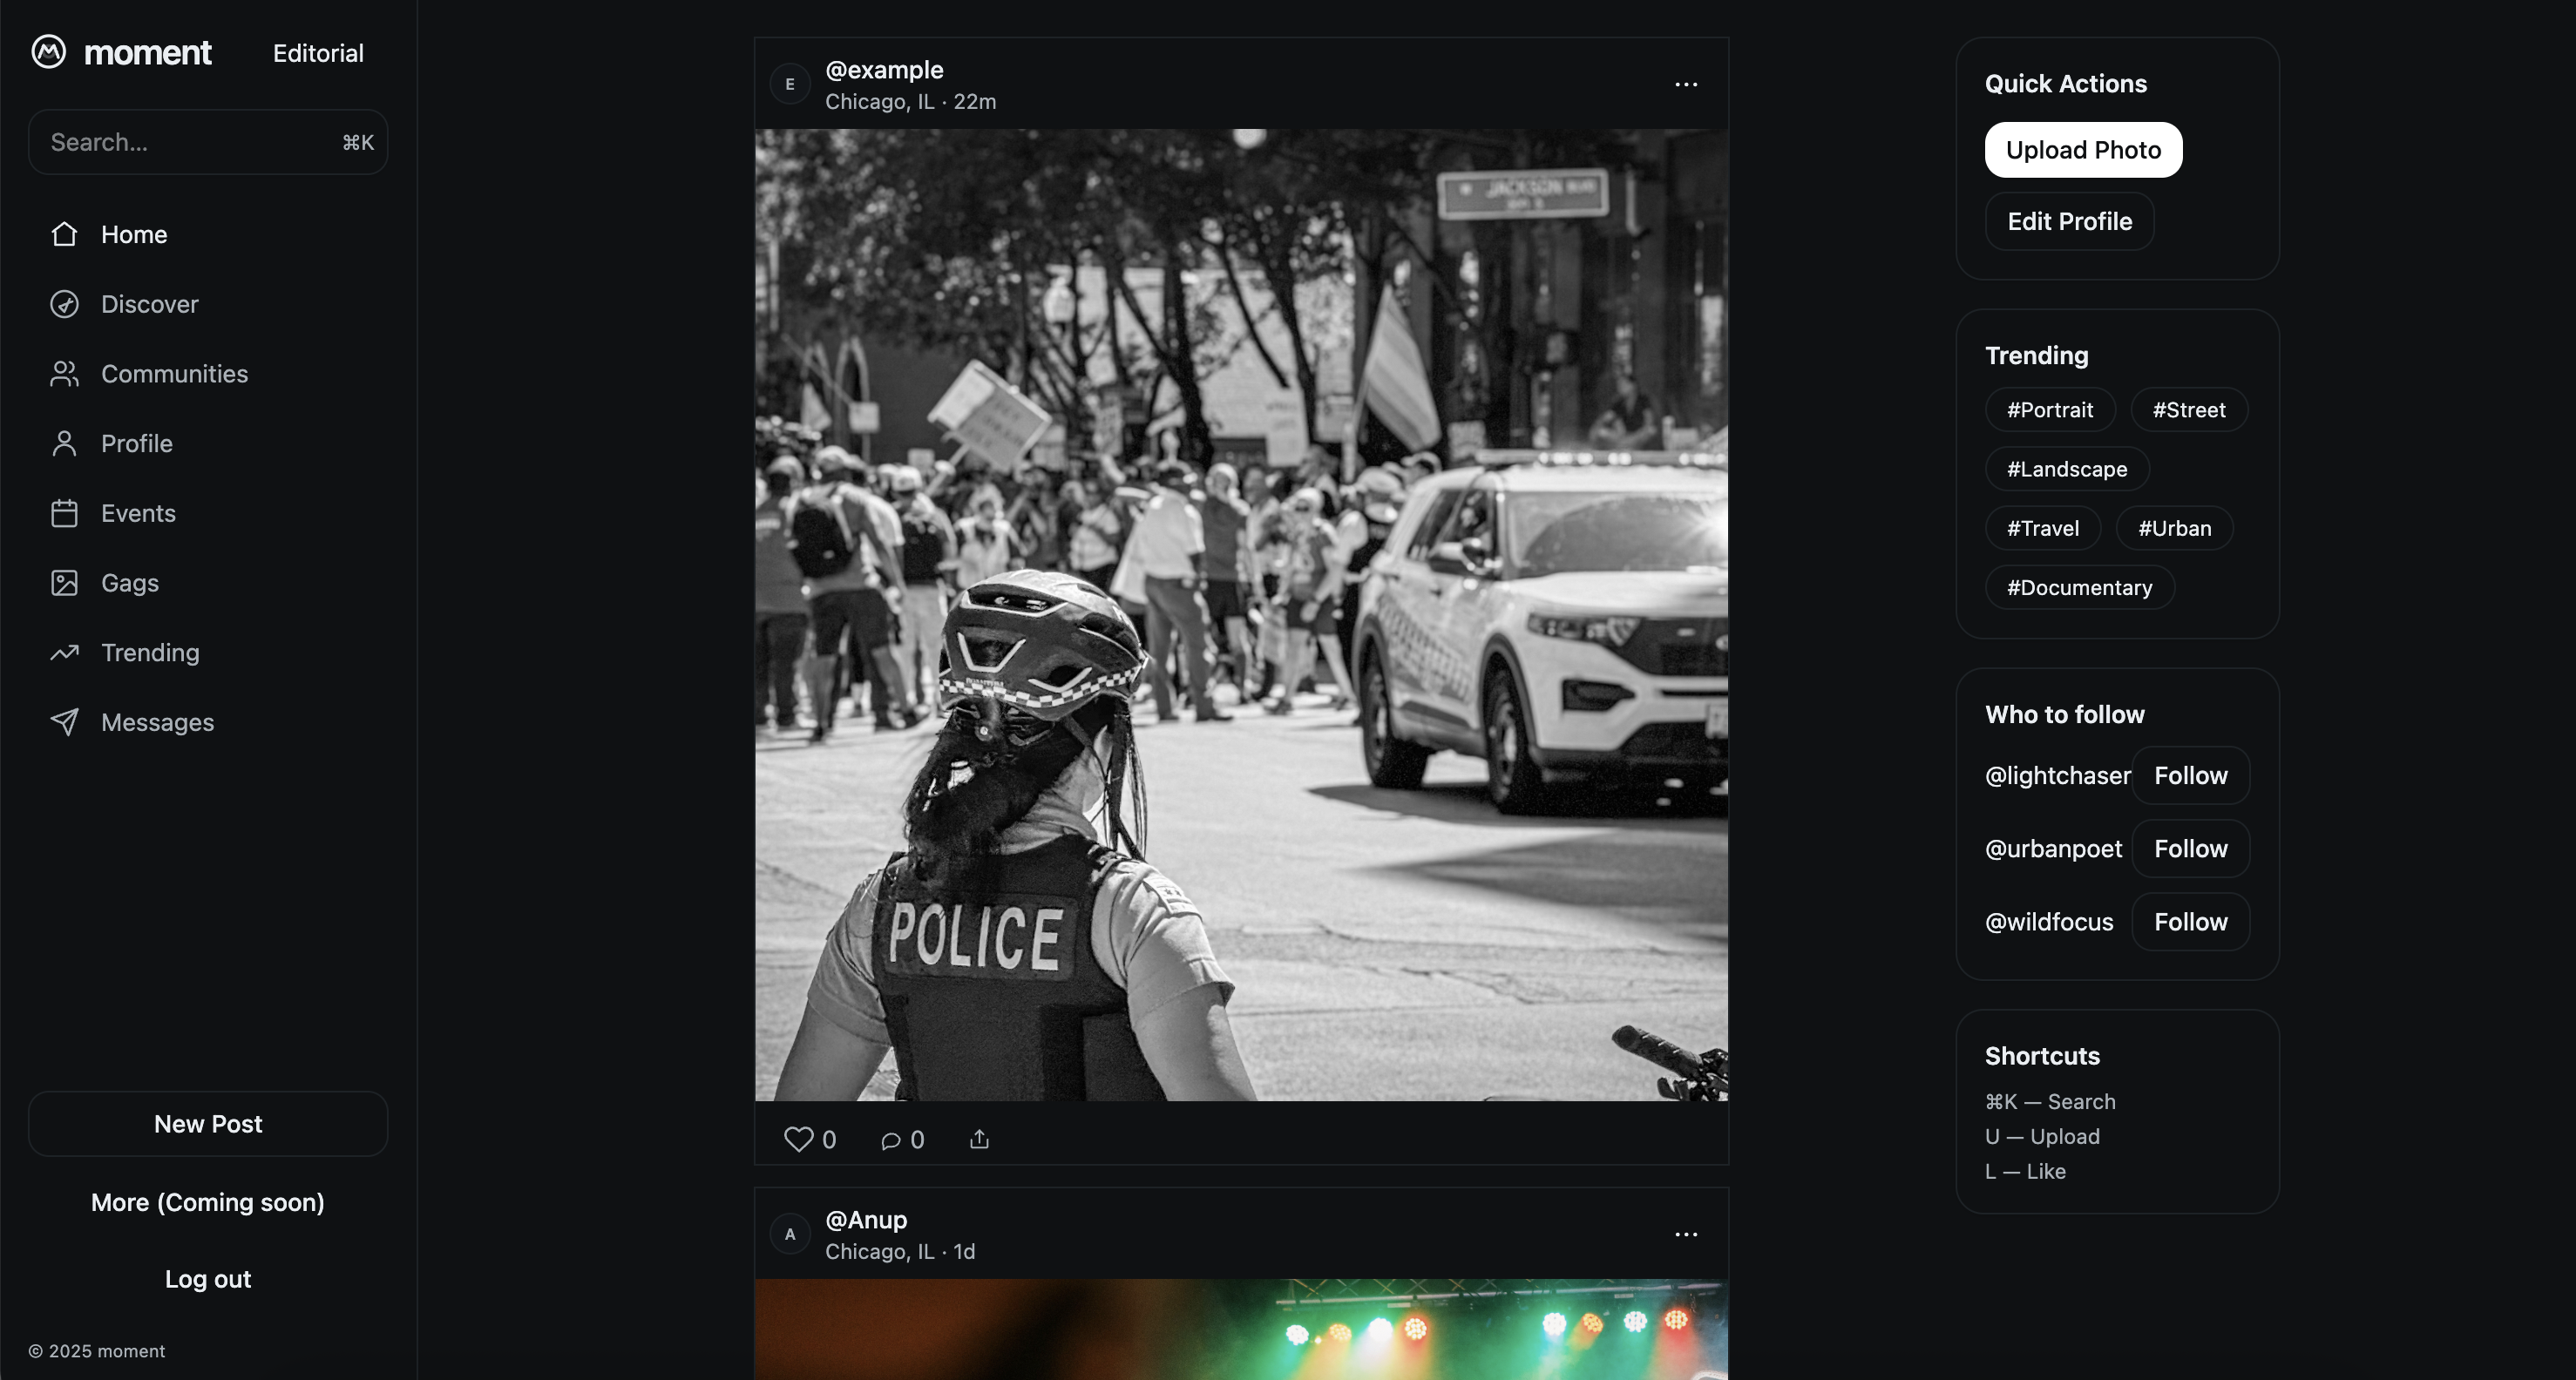 moment Editorial
Search... ⌘K
Home
Discover
Communities
Profile
Events
Gags
Trending
Messages
New Post
More (Coming soon)
Log out
© 2025 moment
E @example
Chicago, IL · 22m
JACKSON
POLICE
0 0
A @Anup
Chicago, IL · 1d
Quick Actions
Upload Photo
Edit Profile
Trending
#Portrait #Street
#Landscape
#Travel #Urban
#Documentary
Who to follow
@lightchaser Follow
@urbanpoet Follow
@wildfocus Follow
Shortcuts
⌘K — Search
U — Upload
L — Like